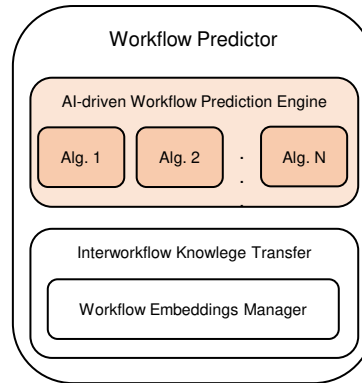 Workflow Predictor
AI-driven Workflow Prediction Engine
Alg. 1 Alg. 2 . . . Alg. N
Interworkflow Knowlege Transfer
Workflow Embeddings Manager